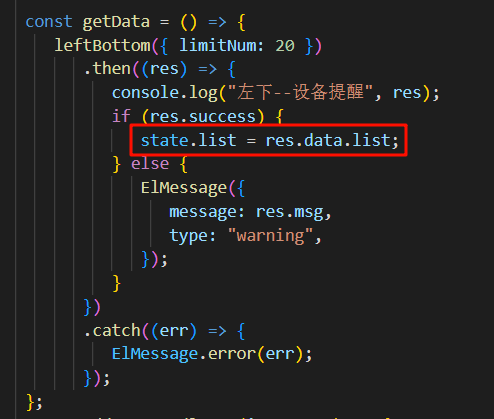 const getData = () => {
leftBottom({ limitNum: 20 })
.then((res) => {
console.log("左下--设备提醒", res);
if (res.success) {
state.list = res.data.list;
} else {
ElMessage({
message: res.msg,
type: "warning",
});
}
})
.catch((err) => {
ElMessage.error(err);
});
};